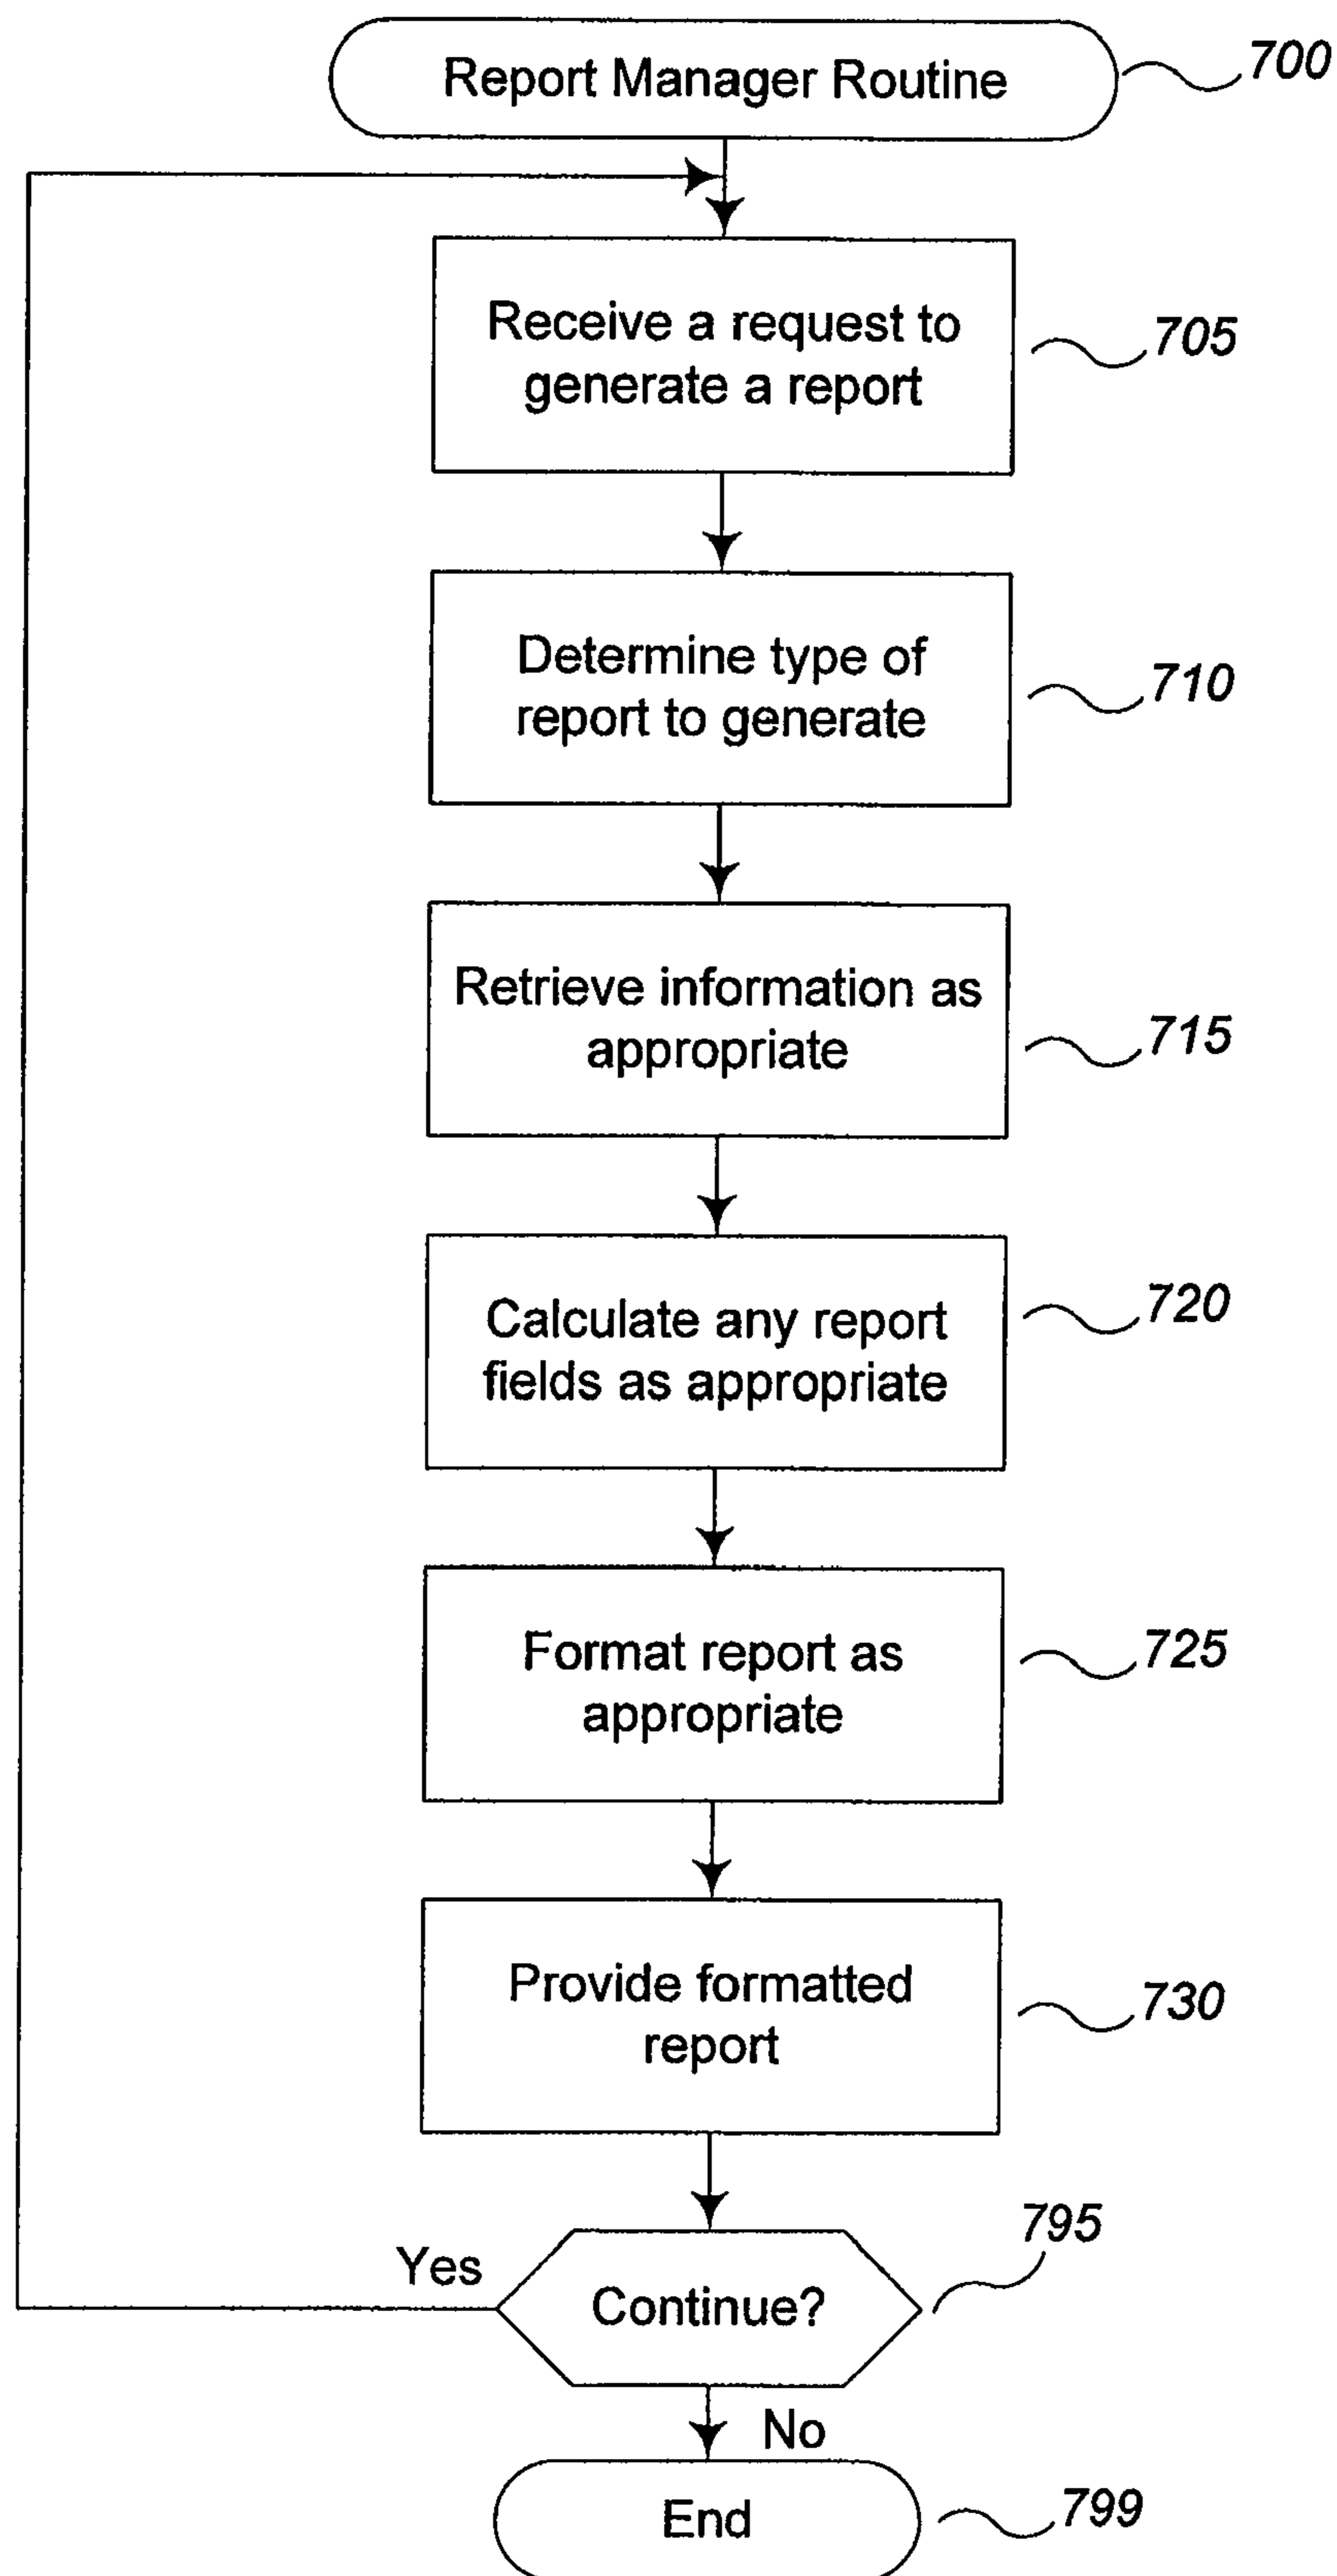 Report Manager Routine
700
Receive a request to
generate a report
705
Determine type of
report to generate
710
Retrieve information as
appropriate
715
Calculate any report
fields as appropriate
720
Format report as
appropriate
725
Provide formatted
report
730
795
Yes
Continue?
No
End
799